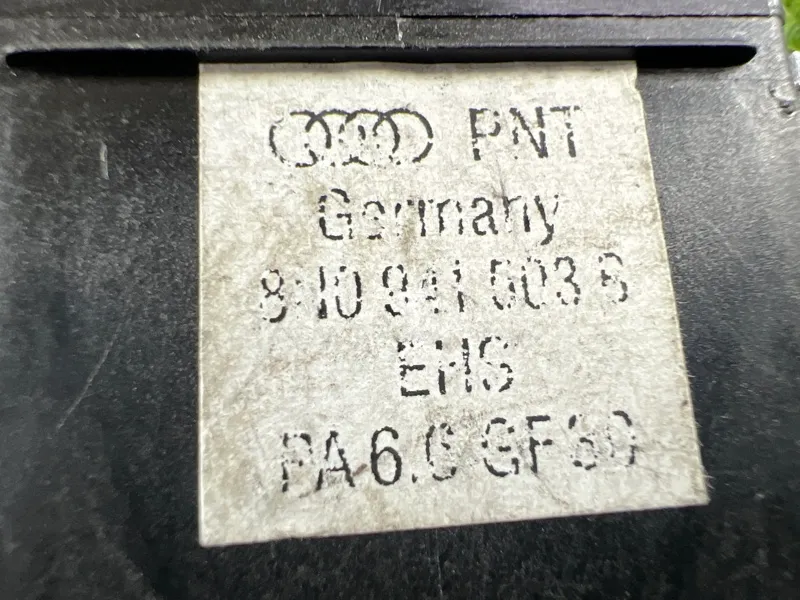 PNT
Germany
8N0 941 503 B
EHS
PA 6.6 GF30